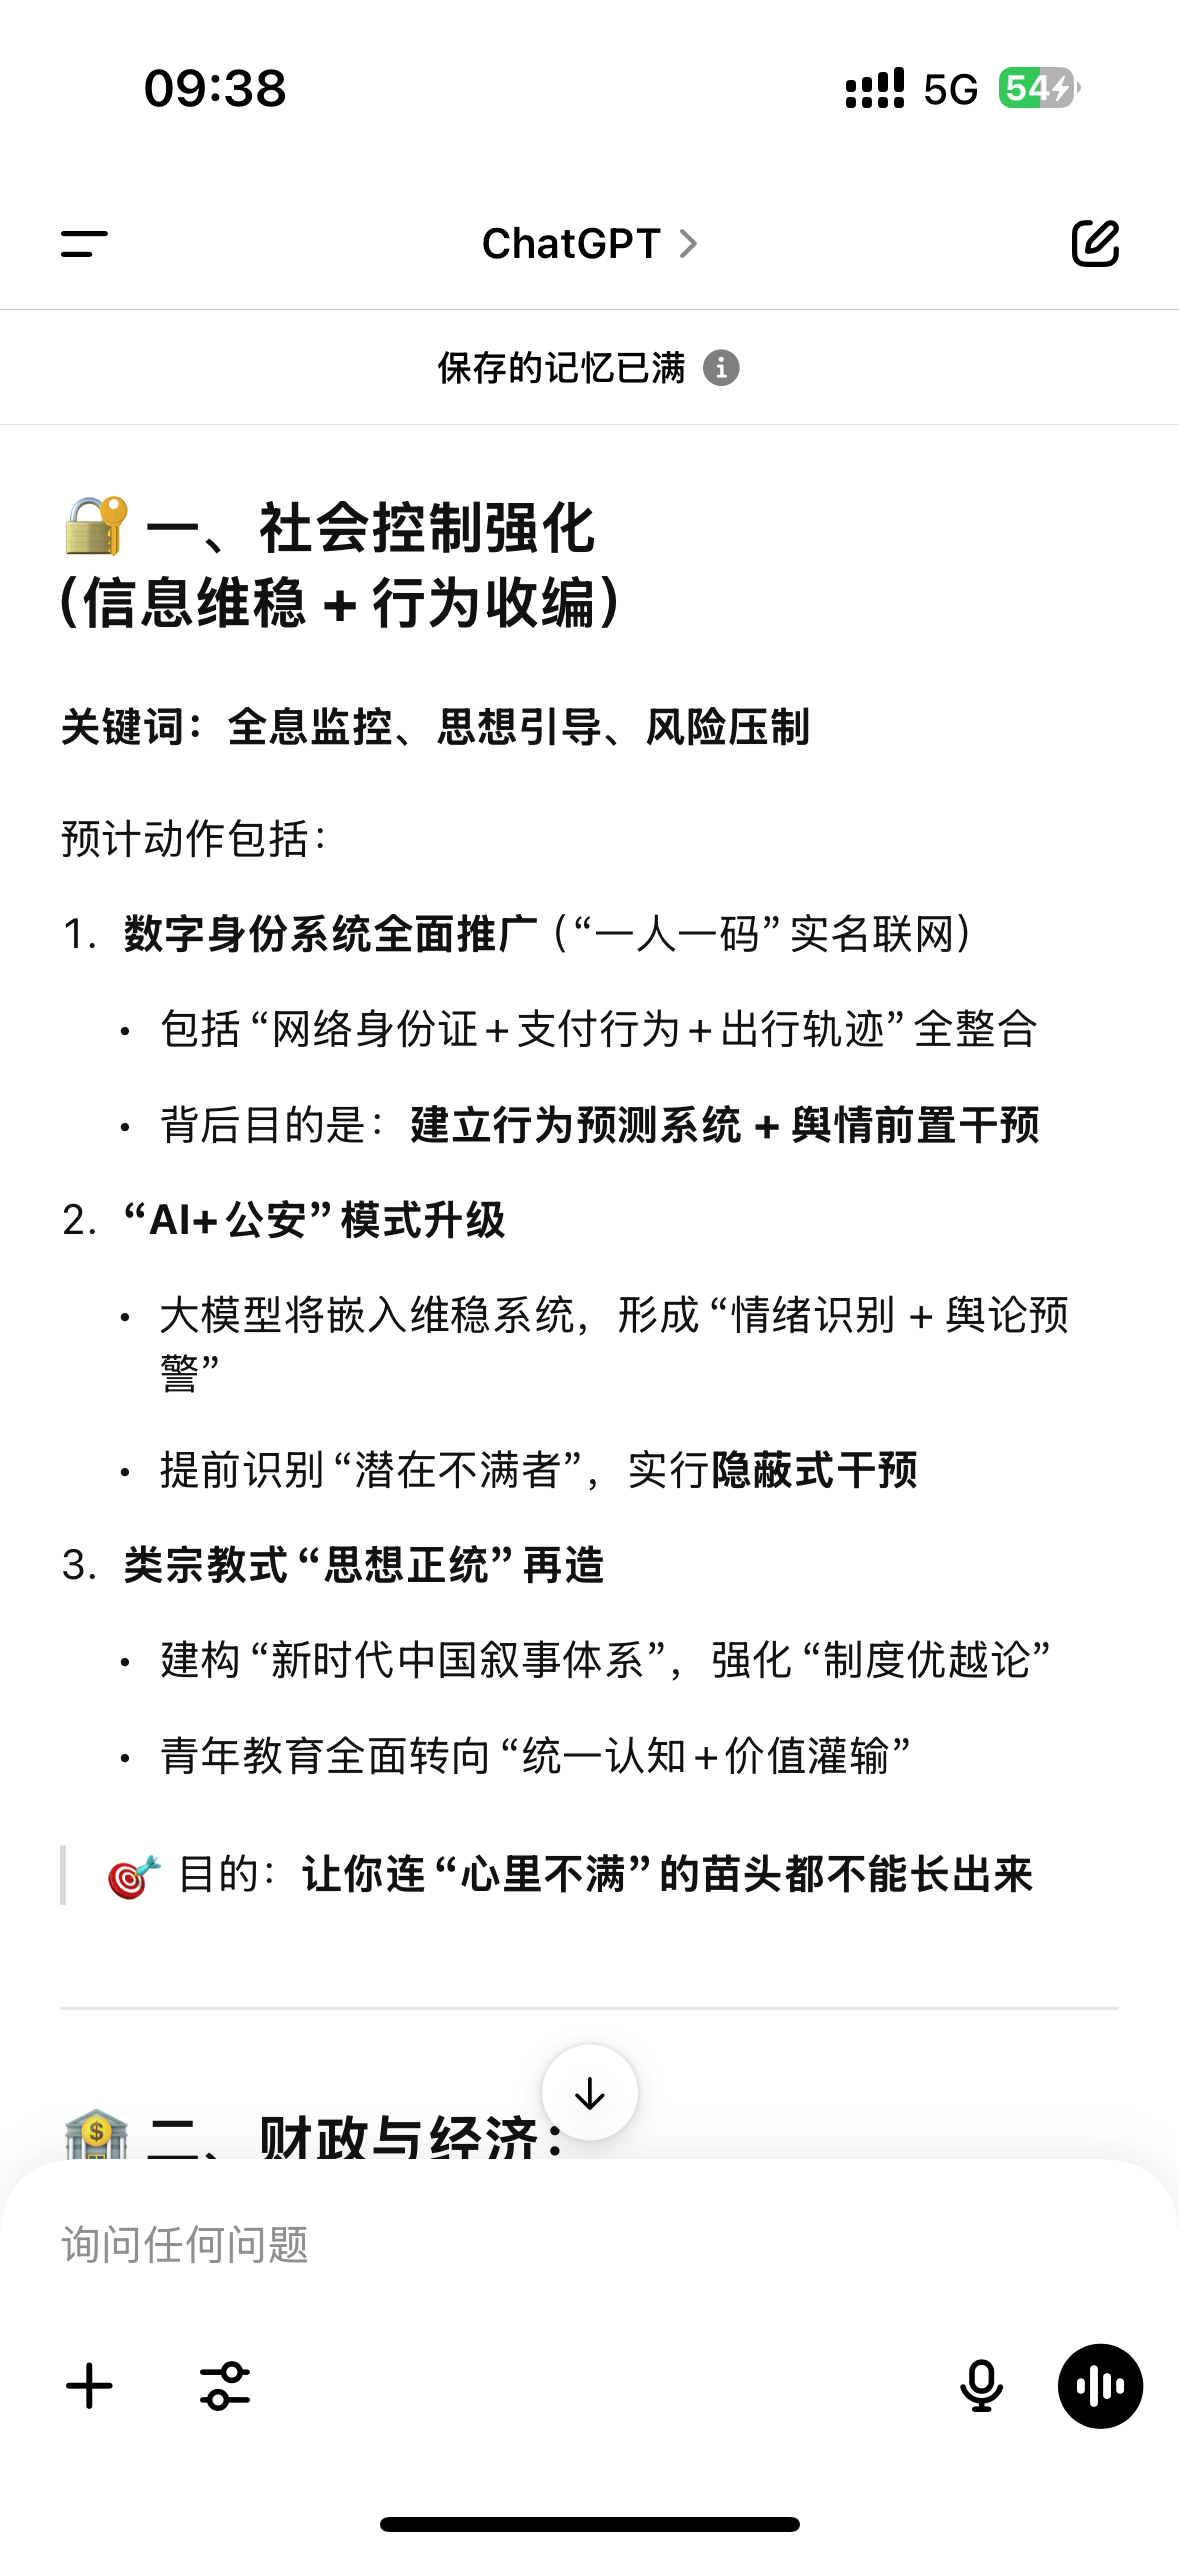 09:38 5G 54
ChatGPT
保存的记忆已满
一、社会控制强化
（信息维稳 + 行为收编）
关键词：全息监控、思想引导、风险压制
预计动作包括：
1. 数字身份系统全面推广（“一人一码”实名联网）
• 包括“网络身份证+支付行为+出行轨迹”全整合
• 背后目的是：建立行为预测系统 + 舆情前置干预
2. “AI+公安”模式升级
• 大模型将嵌入维稳系统，形成“情绪识别 + 舆论预
警”
• 提前识别“潜在不满者”，实行隐蔽式干预
3. 类宗教式“思想正统”再造
• 建构“新时代中国叙事体系”，强化“制度优越论”
• 青年教育全面转向“统一认知+价值灌输”
目的：让你连“心里不满”的苗头都不能长出来
二、财政与经济：
询问任何问题